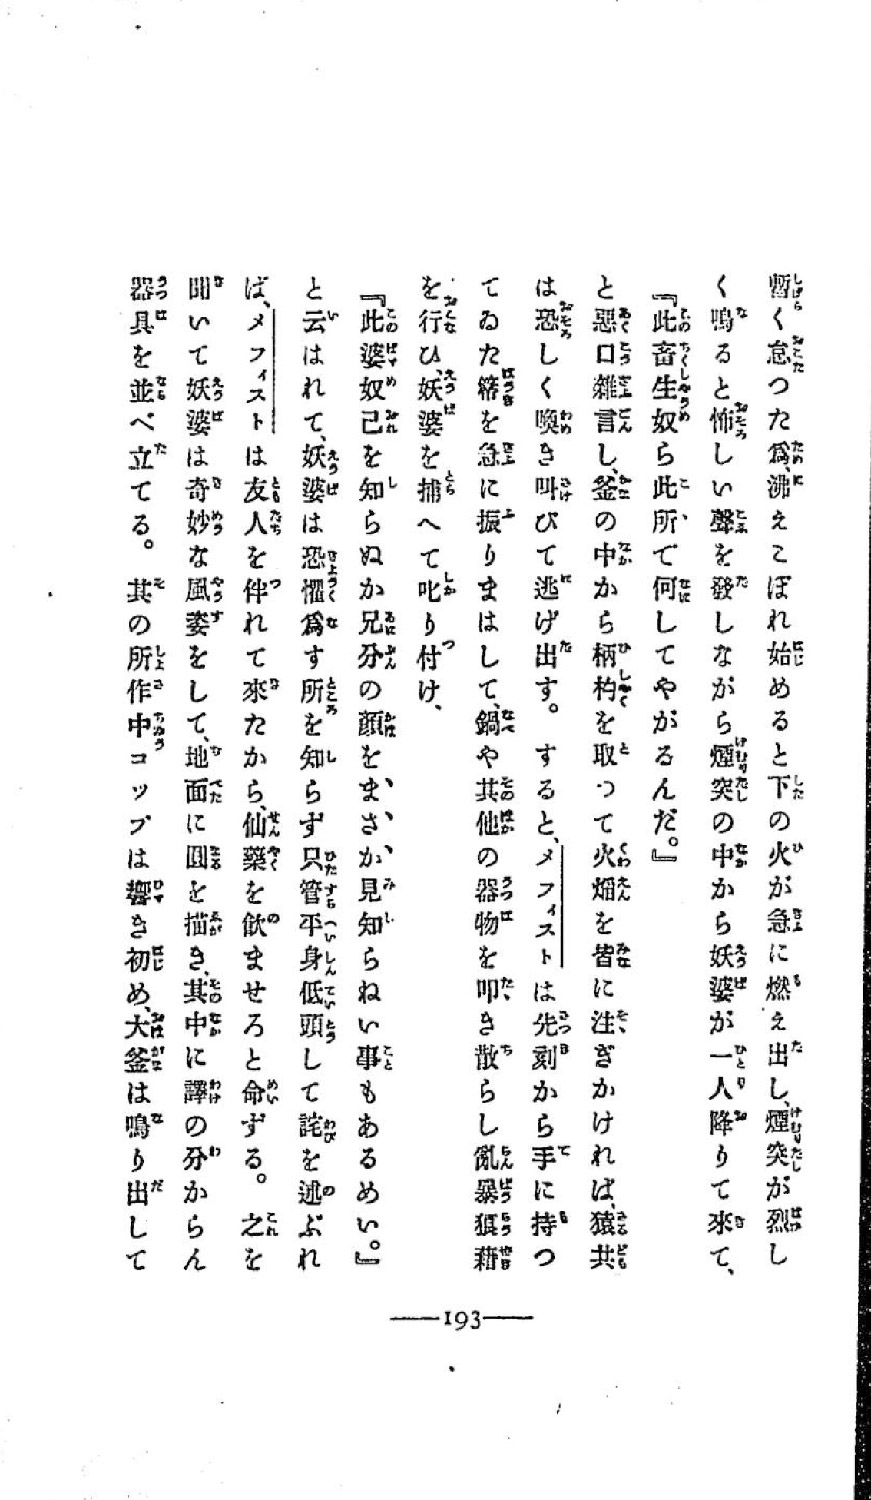 暫く怠つた爲、沸えこぼれ始めると下の火が急に燃え出し、煙突が烈し
く鳴ると怖しい聲を發しながら煙突の中から妖婆が一人降りて來て、
『此畜生奴ら此所で何してやがるんだ。』
と惡口雜言し、釜の中から柄杓を取つて火焔を皆に注ぎかければ、猿共
は恐しく喚き叫びて逃げ出す。すると、メフィストは先刻から手に持つ
てゐた箒を急に振りまはして、鍋や其他の器物を叩き散らし亂暴狼藉
を行ひ、妖婆を捕へて叱り付け、
『此婆奴己を知らぬか兄分の顏をまさか見知らねい事もあるめい。』
と云はれて、妖婆は恐懼爲す所を知らず只管平身低頭して詫を述ぶれ
ば、メフィストは友人を伴れて來たから、仙藥を飮ませろと命ずる。之を
聞いて妖婆は奇妙な風姿をして、地面に圓を描き、其中に譯の分からん
器具を並べ立てる。其の所作中コップは響き初め、大釜は鳴り出して
193